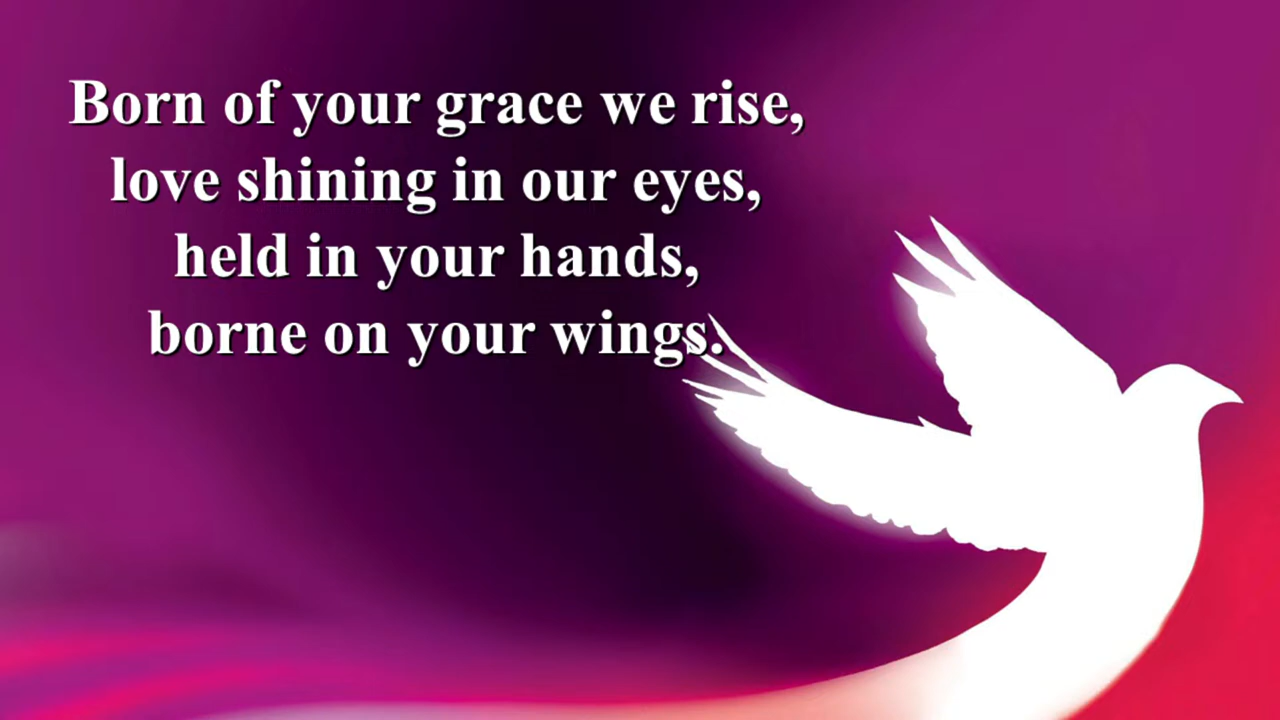 Born of your grace we rise,
love shining in our eyes,
held in your hands,
borne on your wings.